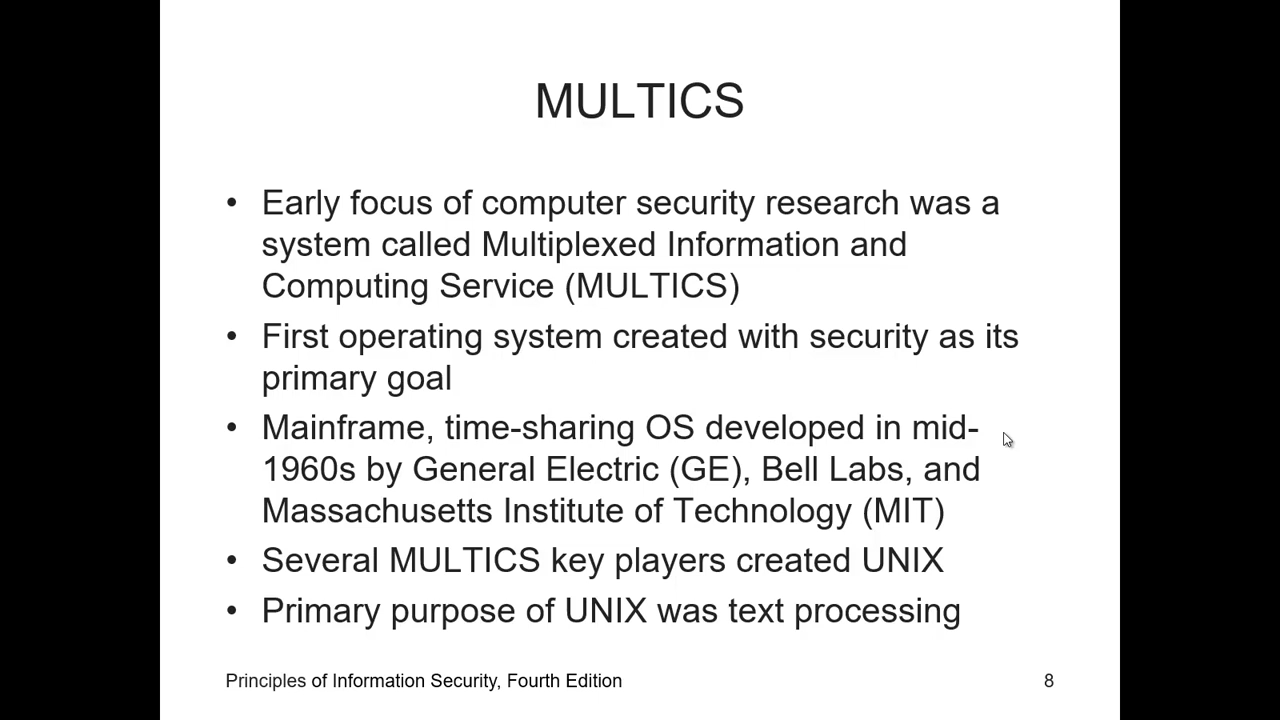 MULTICS
• Early focus of computer security research was a
system called Multiplexed Information and
Computing Service (MULTICS)
• First operating system created with security as its
primary goal
• Mainframe, time-sharing OS developed in mid-
1960s by General Electric (GE), Bell Labs, and
Massachusetts Institute of Technology (MIT)
• Several MULTICS key players created UNIX
• Primary purpose of UNIX was text processing
Principles of Information Security, Fourth Edition 8